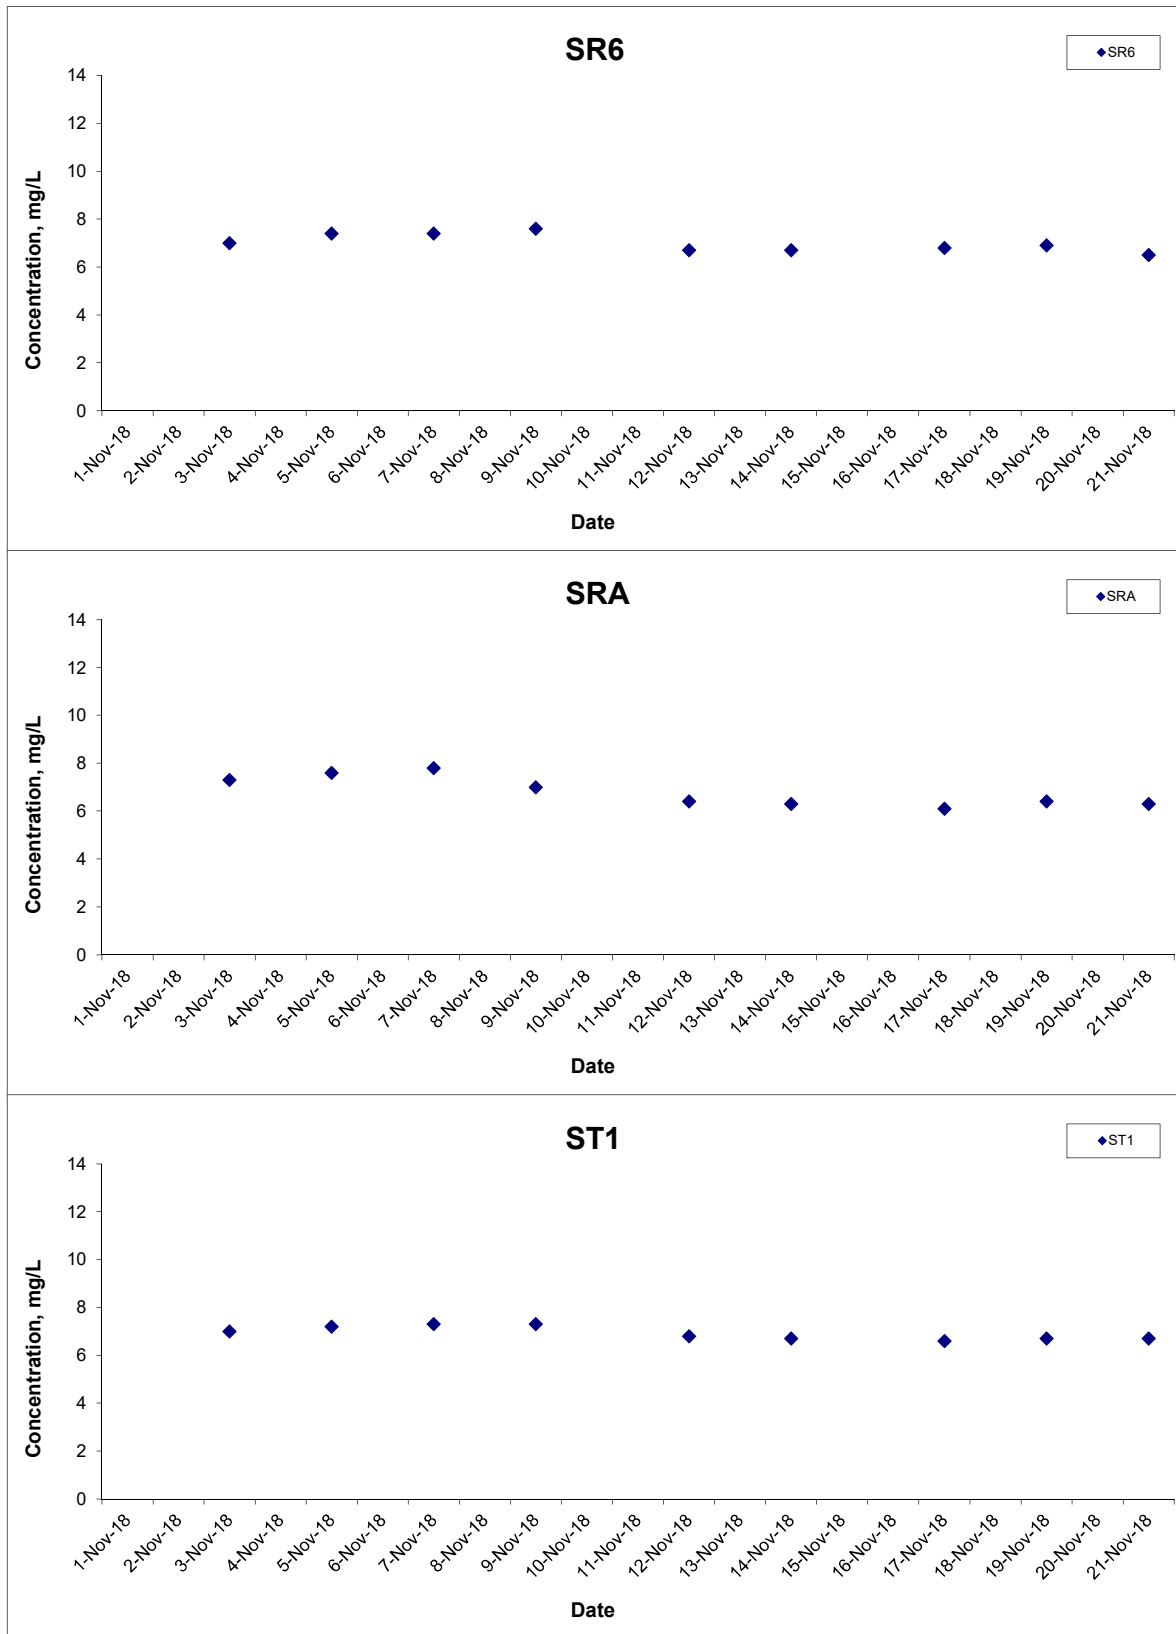 SR6
SR6
14
12
10
8
6
4
2
0
Concentration, mg/L
1-Nov-18
2-Nov-18
3-Nov-18
4-Nov-18
5-Nov-18
6-Nov-18
7-Nov-18
8-Nov-18
9-Nov-18
10-Nov-18
11-Nov-18
12-Nov-18
13-Nov-18
14-Nov-18
15-Nov-18
16-Nov-18
17-Nov-18
18-Nov-18
19-Nov-18
20-Nov-18
21-Nov-18
Date
SRA
SRA
14
12
10
8
6
4
2
0
Concentration, mg/L
1-Nov-18
2-Nov-18
3-Nov-18
4-Nov-18
5-Nov-18
6-Nov-18
7-Nov-18
8-Nov-18
9-Nov-18
10-Nov-18
11-Nov-18
12-Nov-18
13-Nov-18
14-Nov-18
15-Nov-18
16-Nov-18
17-Nov-18
18-Nov-18
19-Nov-18
20-Nov-18
21-Nov-18
Date
ST1
ST1
14
12
10
8
6
4
2
0
Concentration, mg/L
1-Nov-18
2-Nov-18
3-Nov-18
4-Nov-18
5-Nov-18
6-Nov-18
7-Nov-18
8-Nov-18
9-Nov-18
10-Nov-18
11-Nov-18
12-Nov-18
13-Nov-18
14-Nov-18
15-Nov-18
16-Nov-18
17-Nov-18
18-Nov-18
19-Nov-18
20-Nov-18
21-Nov-18
Date